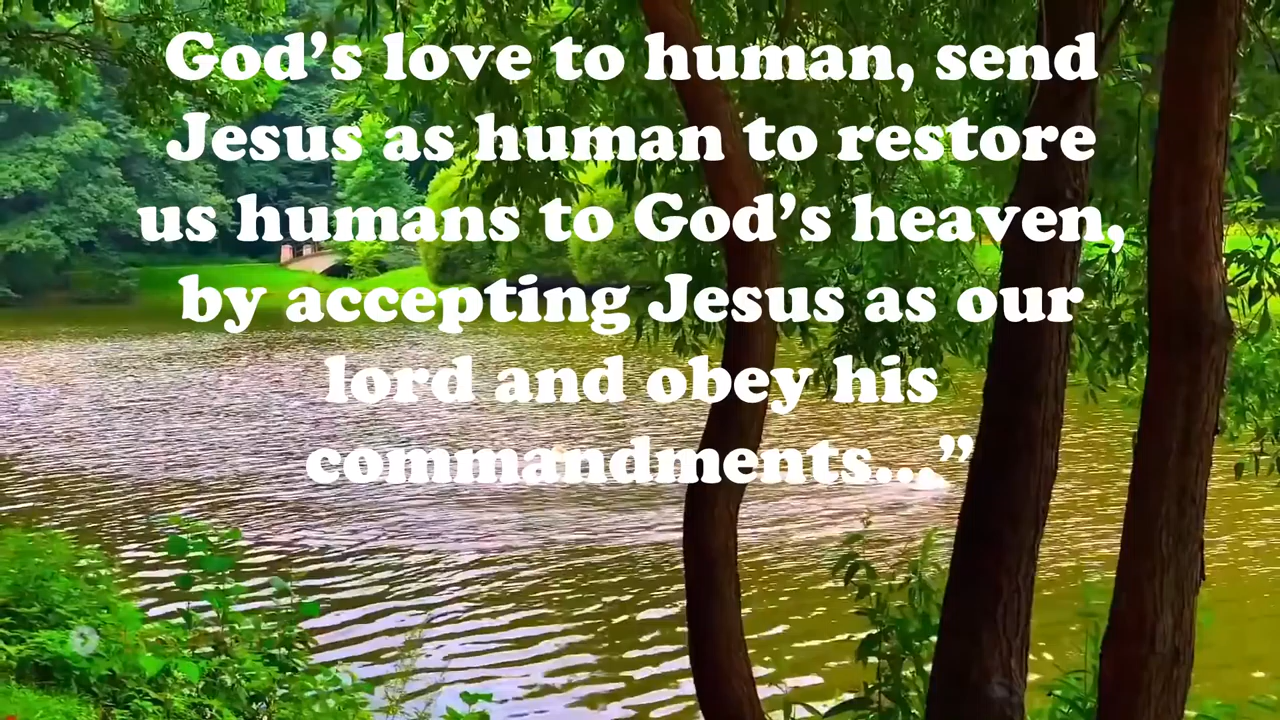 God’s love to human, send
Jesus as human to restore
us humans to God’s heaven,
by accepting Jesus as our
lord and obey his
commandments...”